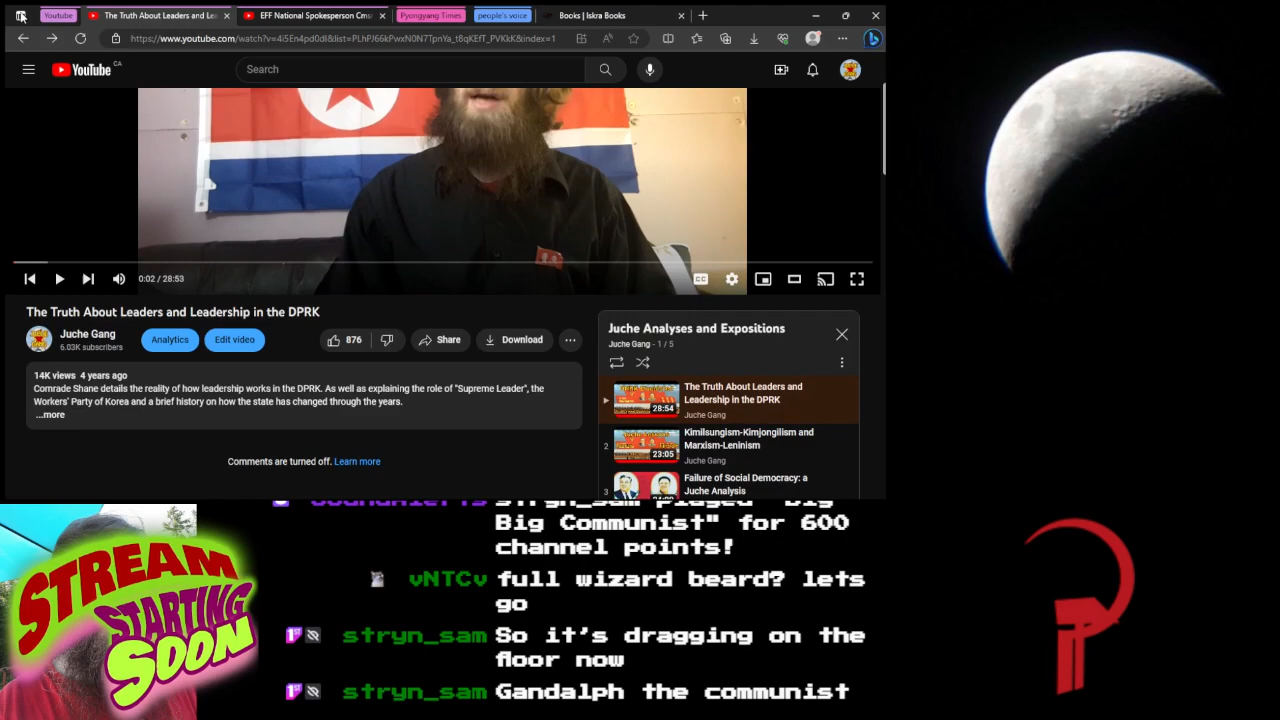 Youtube
The Truth About Leaders and Lea
EFF National Spokesperson Cmsr
Pyongyang Times
people's voice
Books | Iskra Books
https://www.youtube.com/watch?v=4i5En4pd0dI&list=PLhPJ66kPwxN0N7TpnYa_t8qKEfT_PVKkK&index=1
YouTube CA
Search
0:02 / 28:53
CC
The Truth About Leaders and Leadership in the DPRK
Juche Gang
6.03K subscribers
Analytics
Edit video
876
Share
Download
14K views 4 years ago
Comrade Shane details the reality of how leadership works in the DPRK. As well as explaining the role of "Supreme Leader", the
Workers' Party of Korea and a brief history on how the state has changed through the years.
...more
Comments are turned off. Learn more
Juche Analyses and Expositions
Juche Gang - 1 / 5
The Truth About Leaders and
Leadership in the DPRK
Juche Gang
28:54
2
Kimilsungism-Kimjongilism and
Marxism-Leninism
Juche Gang
23:05
3
Failure of Social Democracy: a
Juche Analysis
stryn_sam played "Big
Big Communist" for 600
channel points!
vNTCv full wizard beard? lets
go
stryn_sam So it's dragging on the
floor now
stryn_sam Gandalph the communist
STREAM
STARTING
SOON